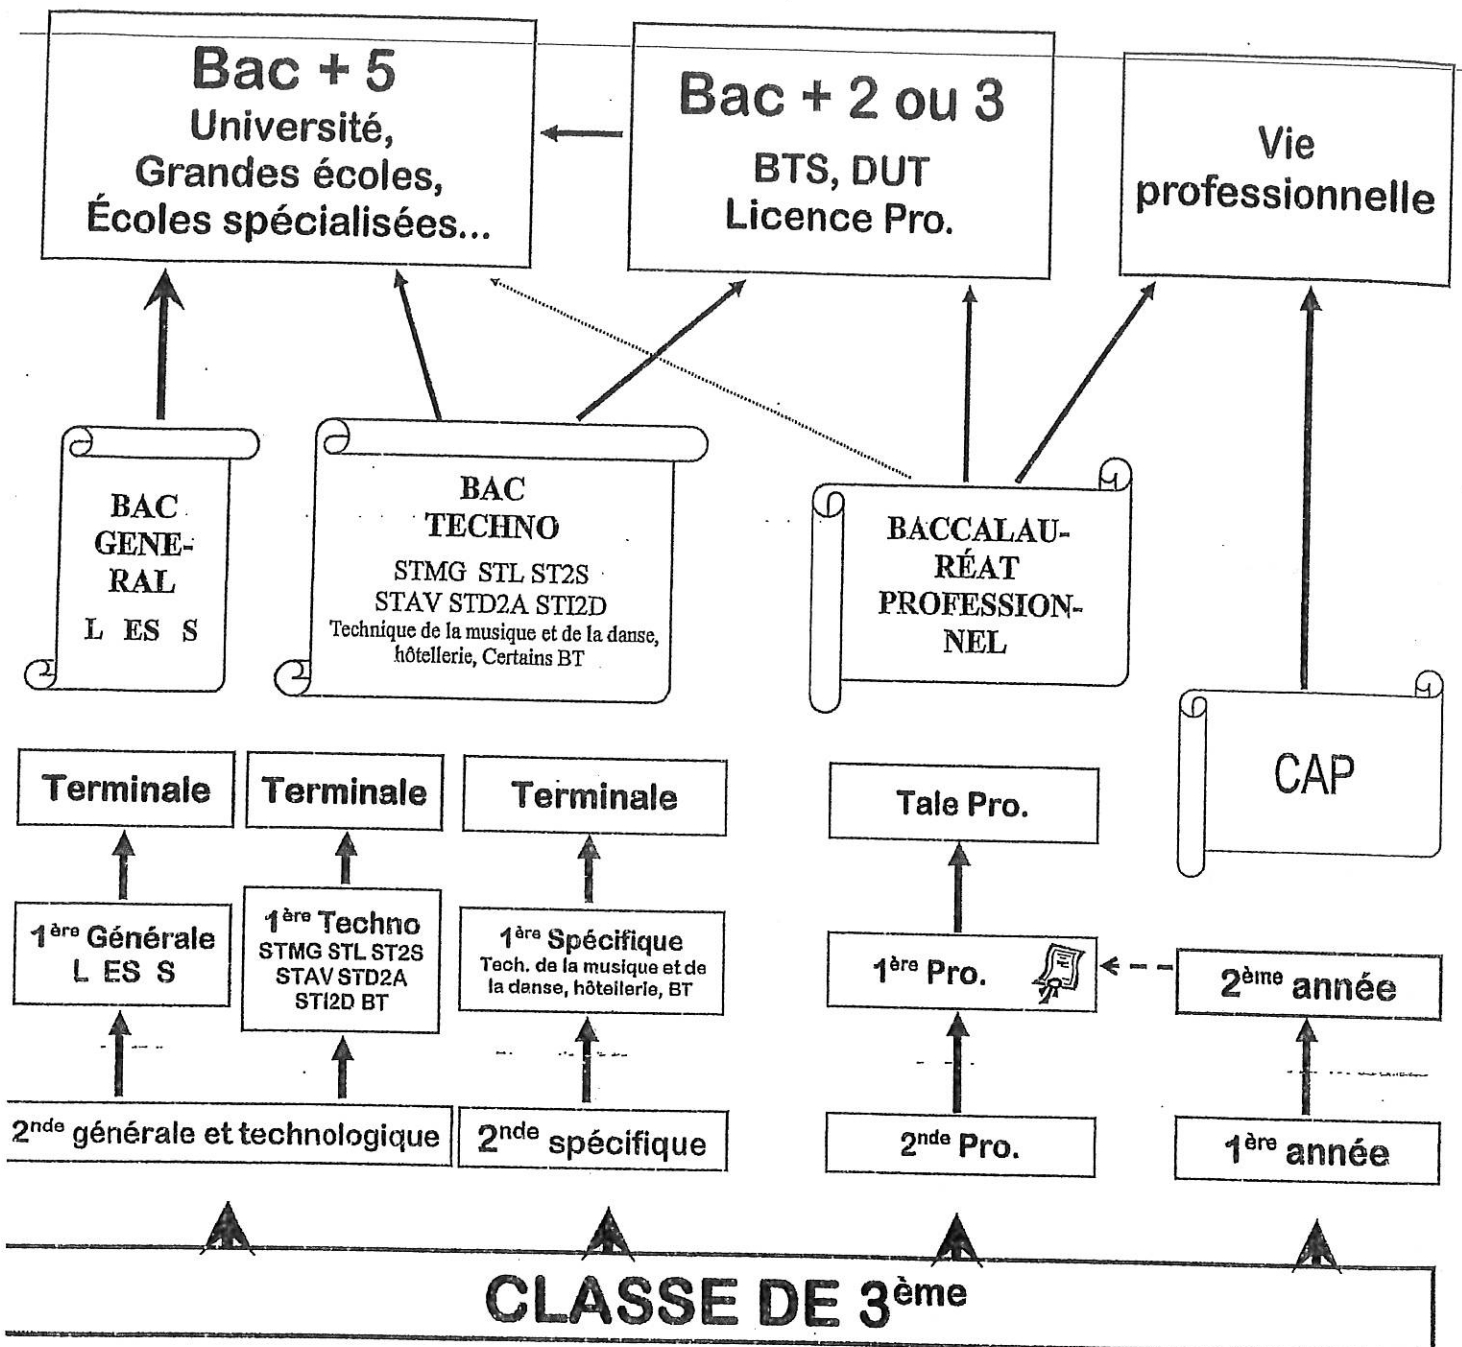 Bac + 5
Université,
Grandes écoles,
Écoles spécialisées...
Bac + 2 ou 3
BTS, DUT
Licence Pro.
Vie
professionnelle
BAC
GENE-
RAL
L ES S
BAC
TECHNO
STMG STL ST2S
STAV STD2A STI2D
Technique de la musique et de la danse,
hôtellerie, Certains BT
BACCALAU-
RÉAT
PROFESSION-
NEL
CAP
Terminale
Terminale
Terminale
Tale Pro.
1ère Générale
L ES S
1ère Techno
STMG STL ST2S
STAV STD2A
STI2D BT
1ère Spécifique
Tech. de la musique et de
la danse, hôtellerie, BT
1ère Pro.
2ème année
2nde générale et technologique
2nde spécifique
2nde Pro.
1ère année
CLASSE DE 3ème